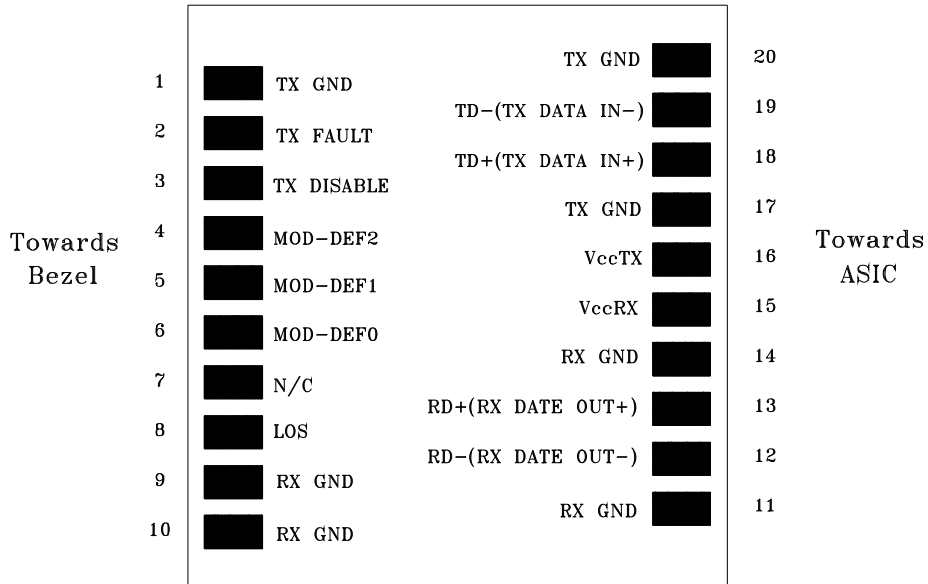 Towards
Bezel
1 TX GND
2 TX FAULT
3 TX DISABLE
4 MOD-DEF2
5 MOD-DEF1
6 MOD-DEF0
7 N/C
8 LOS
9 RX GND
10 RX GND
TX GND 20
TD-(TX DATA IN-) 19
TD+(TX DATA IN+) 18
TX GND 17
VccTX 16
VccRX 15
RX GND 14
RD+(RX DATE OUT+) 13
RD-(RX DATE OUT-) 12
RX GND 11
Towards
ASIC